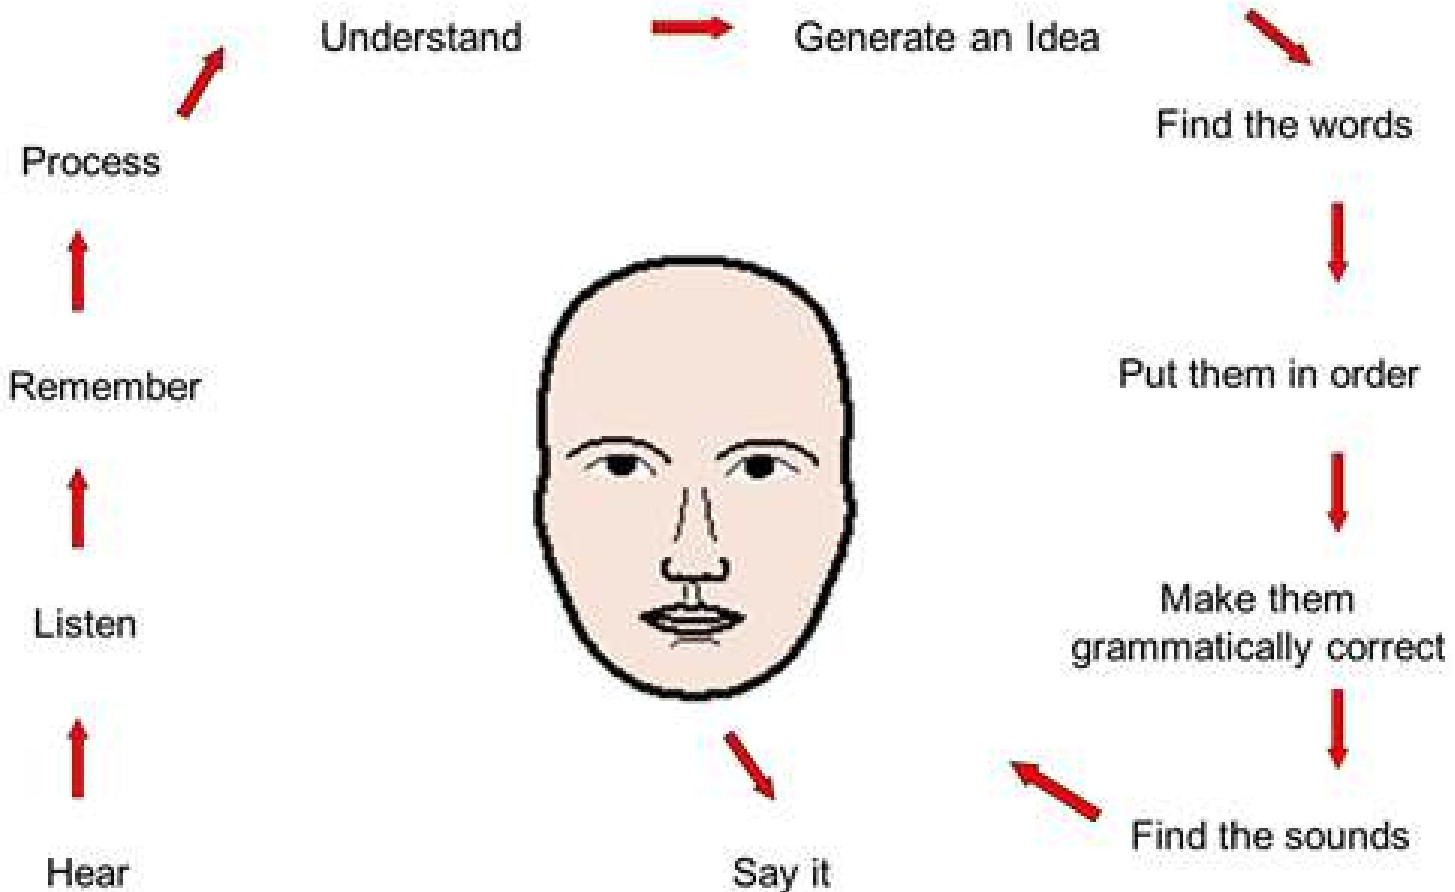 Understand
Generate an Idea
Find the words
Process
Put them in order
Remember
Make them
grammatically correct
Listen
Find the sounds
Hear
Say it